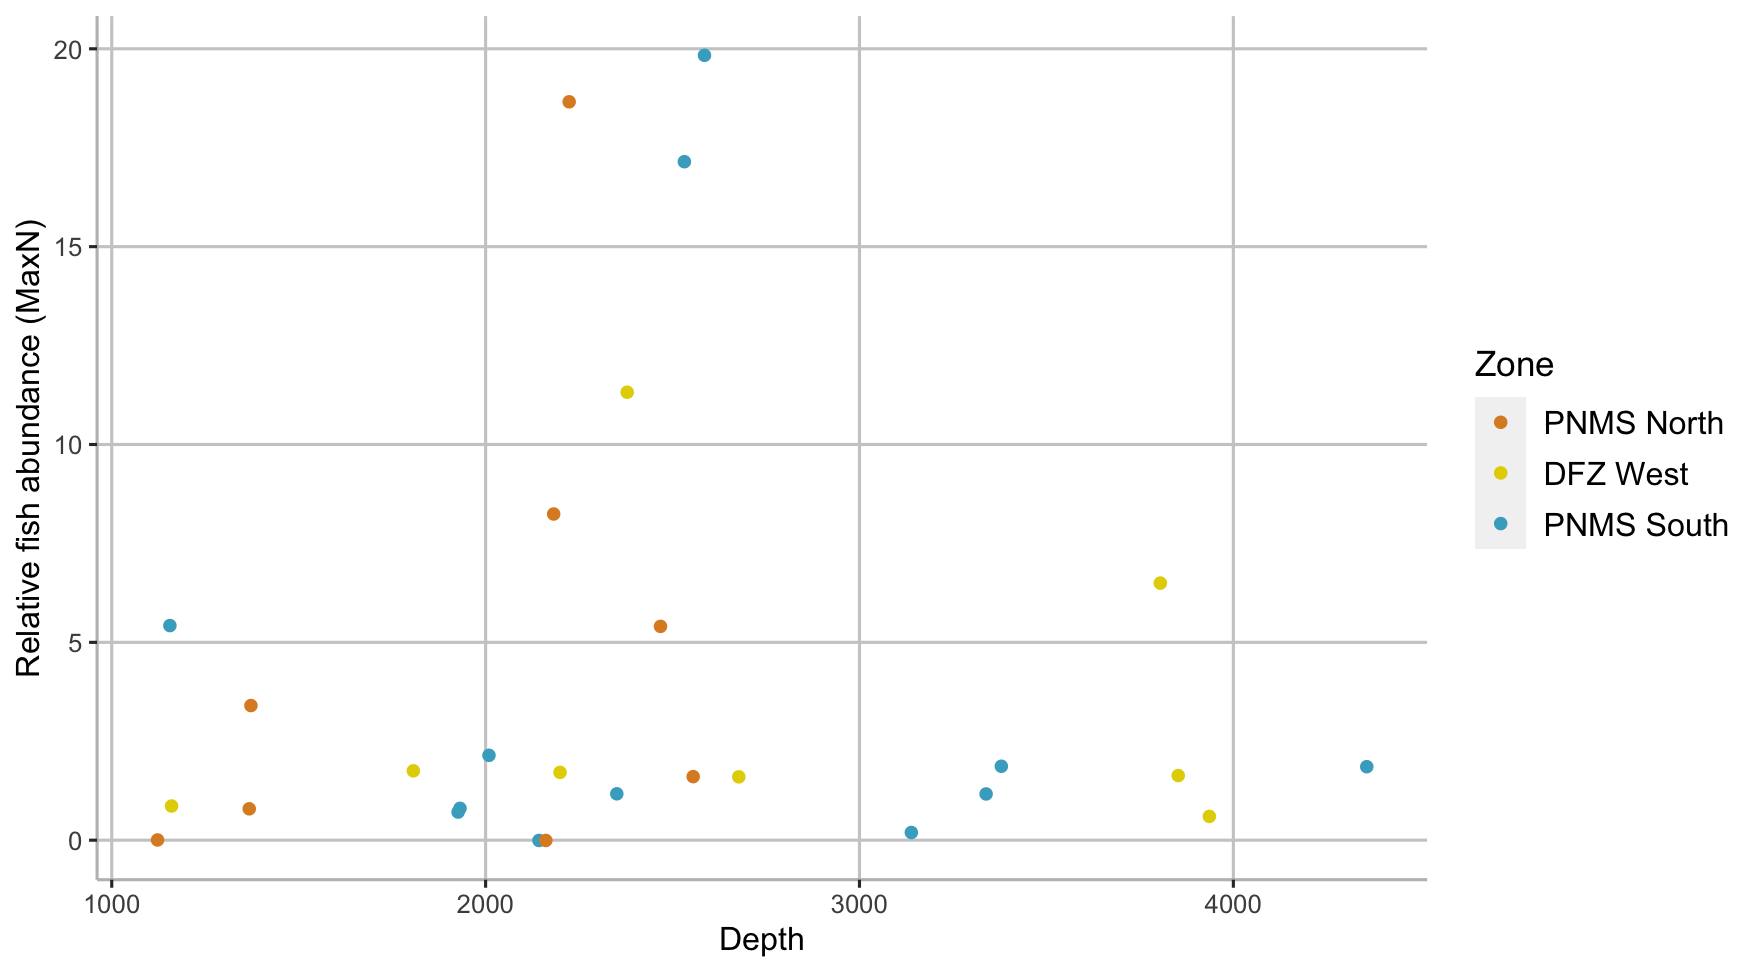 Relative fish abundance (MaxN)
20
15
10
5
0
1000 2000 3000 4000
Depth
Zone
PNMS North
DFZ West
PNMS South